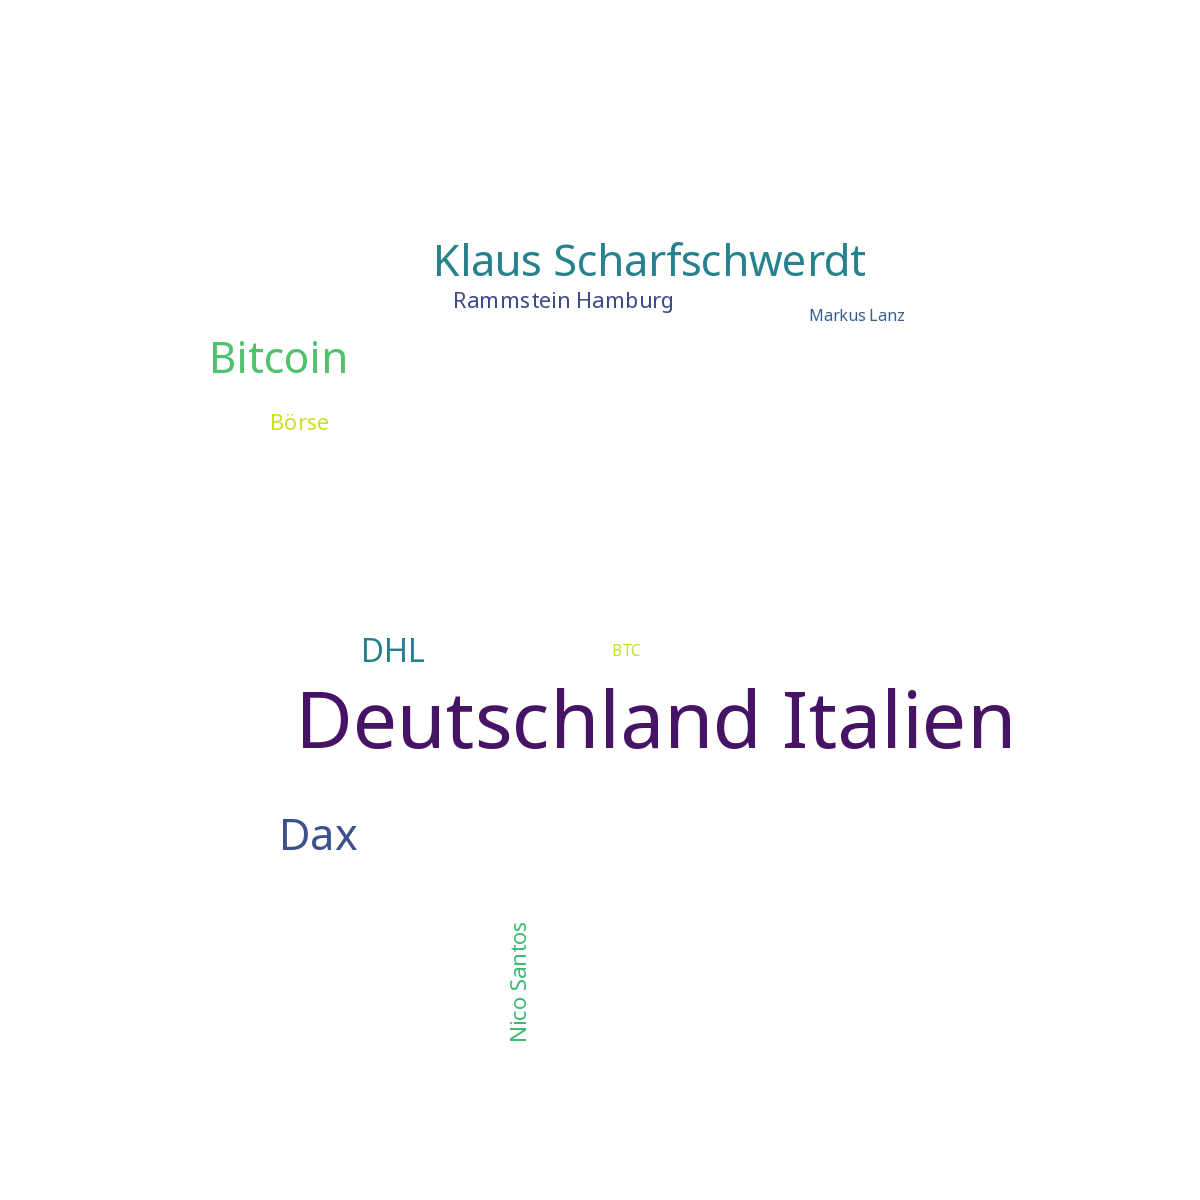 Klaus Scharfschwerdt
Rammstein Hamburg
Markus Lanz
Bitcoin
Börse
DHL
BTC
Deutschland Italien
Dax
Nico Santos